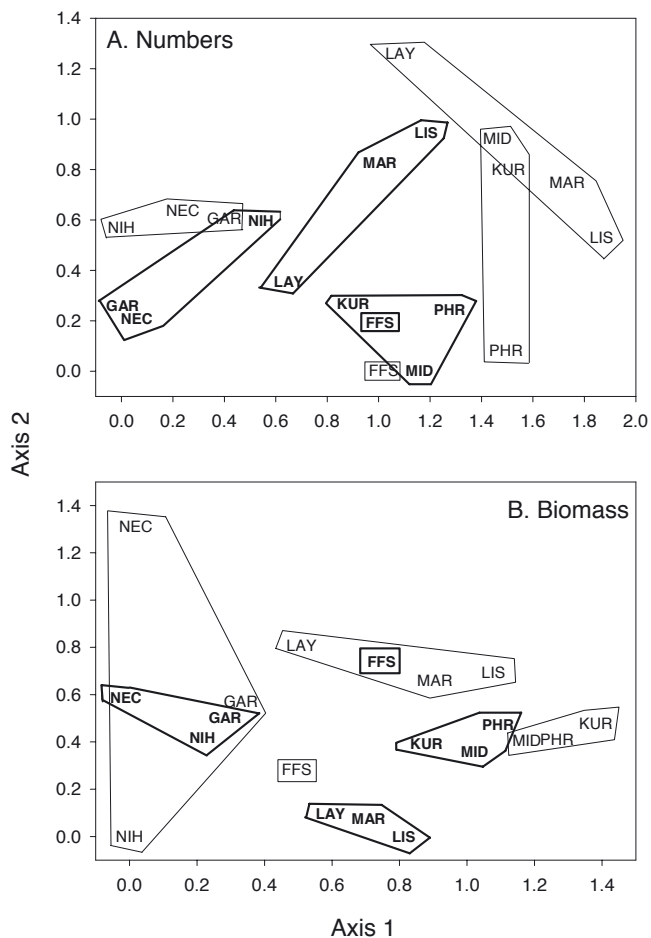 A. Numbers
1.4
1.2
1.0
0.8
0.6
0.4
0.2
0.0
LAY
LIS
MID
MAR
KUR
MAR
NEC
NIH
GAR
NIH
LIS
LAY
GAR
NEC
KUR
PHR
FFS
PHR
FFS
MID
0.0 0.2 0.4 0.6 0.8 1.0 1.2 1.4 1.6 1.8 2.0
Axis 2
B. Biomass
1.4
1.2
1.0
0.8
0.6
0.4
0.2
0.0
NEC
LAY
FFS
LIS
MAR
NEC
GAR
GAR
NIH
PHR
KUR
KUR
MID
MIDPHR
FFS
LAY
MAR
LIS
NIH
0.0 0.2 0.4 0.6 0.8 1.0 1.2 1.4
Axis 1